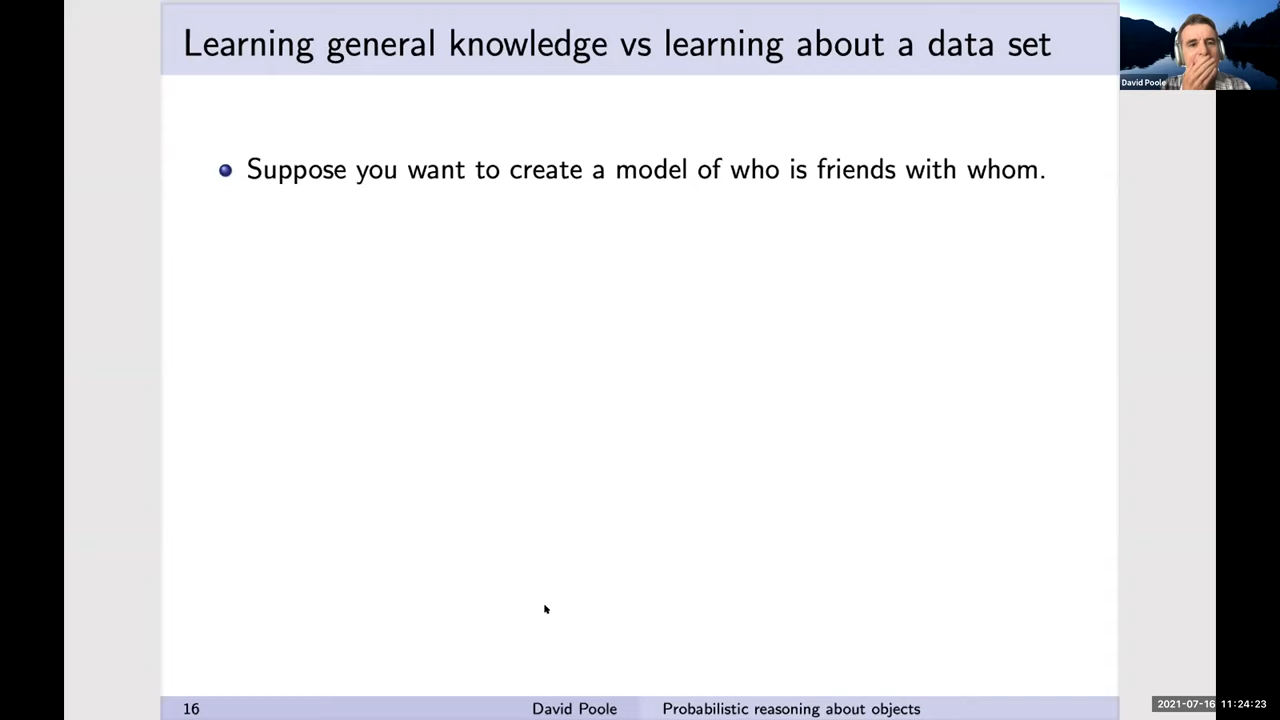 Learning general knowledge vs learning about a data set
David Poole
Suppose you want to create a model of who is friends with whom.
16 David Poole Probabilistic reasoning about objects
2021-07-16 11:24:23